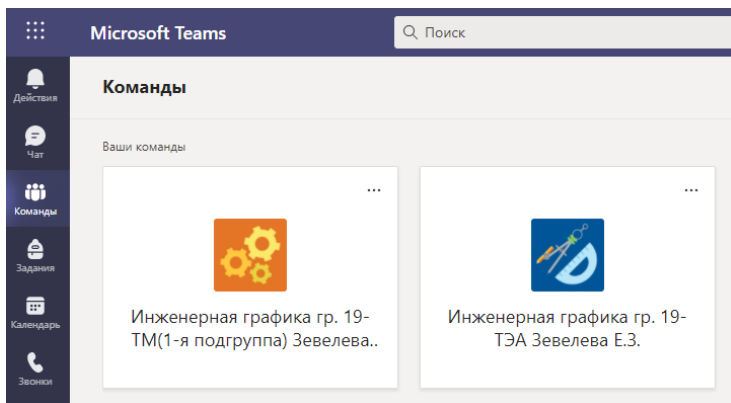 Microsoft Teams
Поиск
Действия
Чат
Команды
Задания
Календарь
Звонки
Команды
Ваши команды
...
Инженерная графика гр. 19-
ТМ(1-я подгруппа) Зевелева..
...
Инженерная графика гр. 19-
ТЭА Зевелева Е.З.